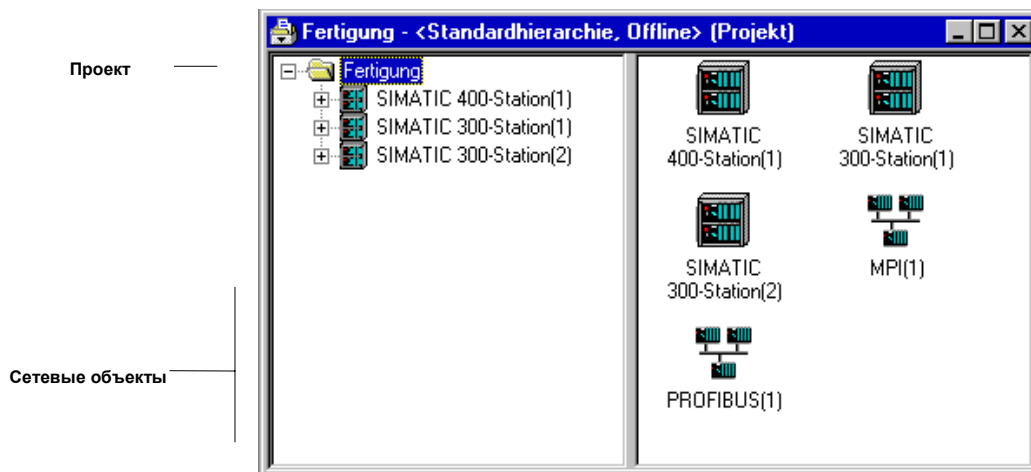 Fertigung - <Standardhierarchie, Offline> (Projekt)
Проект
Fertigung
SIMATIC 400-Station(1)
SIMATIC 300-Station(1)
SIMATIC 300-Station(2)
SIMATIC
400-Station(1)
SIMATIC
300-Station(1)
SIMATIC
300-Station(2)
MPI(1)
PROFIBUS(1)
Сетевые объекты